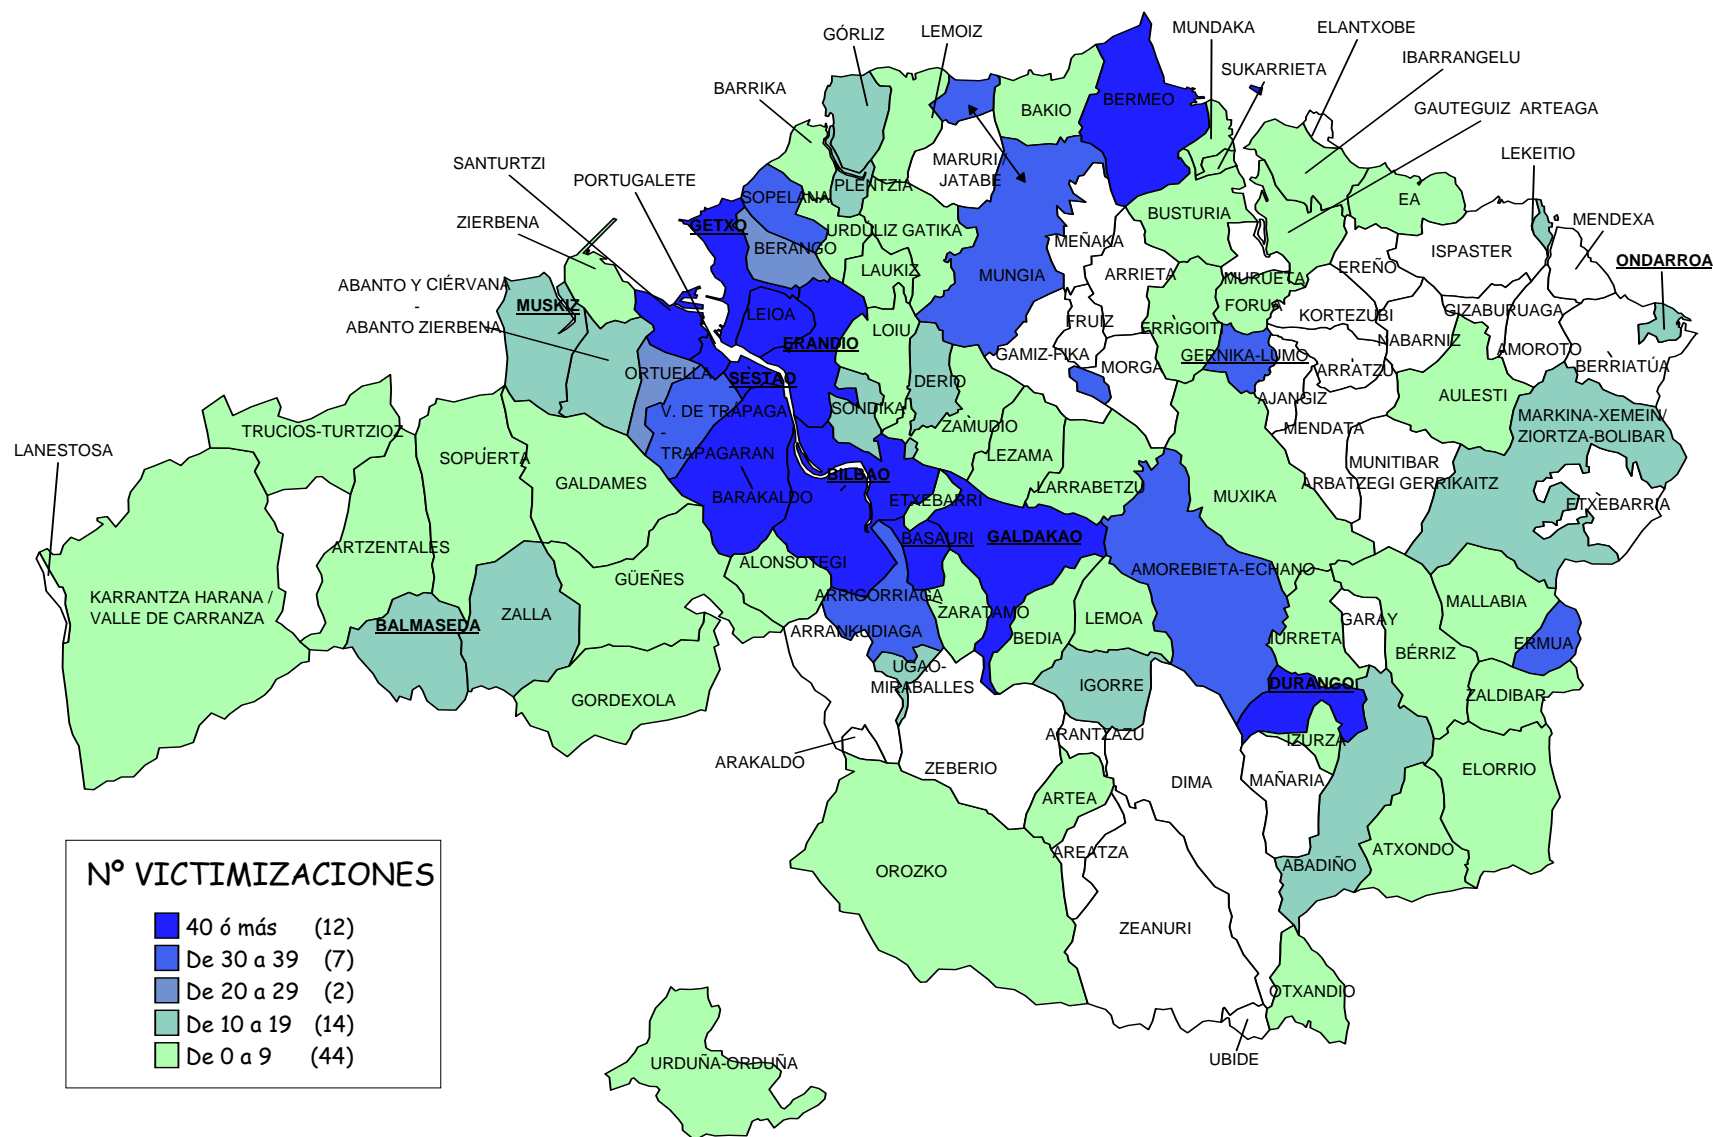 GÓRLIZ
LEMOIZ
MUNDAKA
ELANTXOBE
SUKARRIETA
IBARRANGELU
BARRIKA
BAKIO
BERMEO
GAUTEGUIZ ARTEAGA
SANTURTZI
PORTUGALETE
MARURI /
JATABE
LEKEITIO
PLENTZIA
SOPELANA
EA
ZIERBENA
GETXO
URDÚLIZ
GATIKA
BUSTURIA
MENDEXA
BERANGO
MEÑAKA
ISPASTER
ONDARROA
ABANTO Y CIÉRVANA
-
ABANTO ZIERBENA
LAUKIZ
MUNGIA
ARRIETA
MURUETA
EREÑO
MUSKIZ
LEIOA
LOIU
FRUIZ
FORUA
KORTEZUBI
GIZABURUAGA
ERANDIO
ERRIGOITI
NABARNIZ
AMOROTO
GAMIZ-FIKA
GERNIKA-LUMO
MORGA
ARRATZU
BERRIATÚA
ORTUELLA
SESTAO
DERIO
AJANGIZ
AULESTI
V. DE TRÁPAGA
-
TRAPAGARAN
SONDIKA
ZAMUDIO
MENDATA
MARKINA-XEMEIN/
ZIORTZA-BOLIBAR
TRUCIOS-TURTZIOZ
LANESTOSA
SOPUERTA
LEZAMA
MUNITIBAR
ARBATZEGI GERRIKAITZ
GALDAMES
BILBAO
BARAKALDO
ETXEBARRI
LARRABETZU
MUXIKA
ETXEBARRIA
ARTZENTALES
BASAURI
GALDAKAO
ALONSOTEGI
AMOREBIETA-ECHANO
GÜEÑES
KARRANTZA HARANA /
VALLE DE CARRANZA
ARRIGORRIAGA
ZARATAMO
LEMOA
MALLABIA
ZALLA
BALMASEDA
ARRANKUDIAGA
BEDIA
IURRETA
GARAY
BÉRRIZ
ERMUA
UGAO-
MIRABALLES
IGORRE
DURANGO
ZALDIBAR
GORDEXOLA
ARANTZAZU
IZURZA
ARAKALDO
ZEBERIO
DIMA
MAÑARIA
ELORRIO
ARTEA
AREATZA
ATXONDO
ABADIÑO
OROZKO
ZEANURI
OTXANDIO
UBIDE
URDUÑA-ORDUÑA
Nº VICTIMIZACIONES
40 ó más (12)
De 30 a 39 (7)
De 20 a 29 (2)
De 10 a 19 (14)
De 0 a 9 (44)